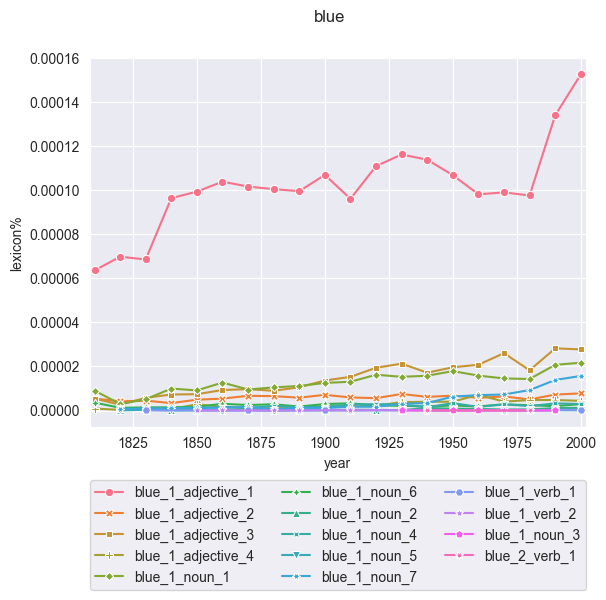 blue
0.00016
0.00014
0.00012
0.00010
0.00008
0.00006
0.00004
0.00002
0.00000
lexicon%
1825 1850 1875 1900 1925 1950 1975 2000
year
blue_1_adjective_1 blue_1_noun_6 blue_1_verb_1
blue_1_adjective_2 blue_1_noun_2 blue_1_verb_2
blue_1_adjective_3 blue_1_noun_4 blue_1_noun_3
blue_1_adjective_4 blue_1_noun_5 blue_2_verb_1
blue_1_noun_1 blue_1_noun_7